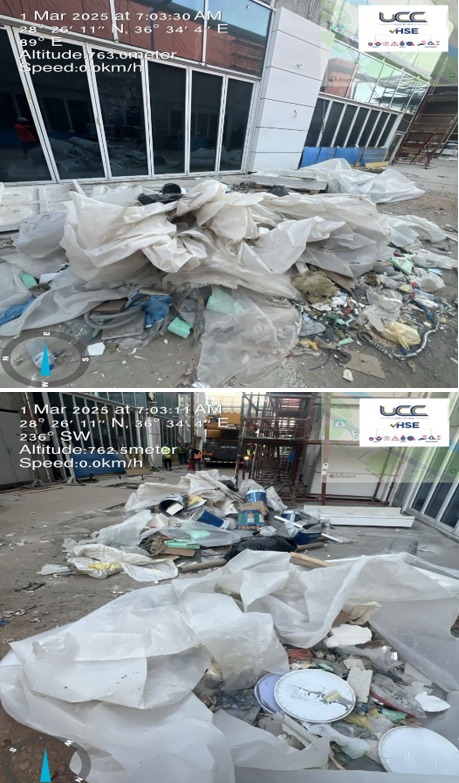 1 Mar 2025 at 7:03:30 AM
28° 26′ 11″ N, 36° 34′ 4″ E
89° E
Altitude:763.0meter
Speed:0.0km/h
UCC
HOLDING
HSE
1 Mar 2025 at 7:03:11 AM
28° 26′ 11″ N, 36° 34′ 4″ E
236° SW
Altitude:762.5meter
Speed:0.0km/h
UCC
HOLDING
HSE